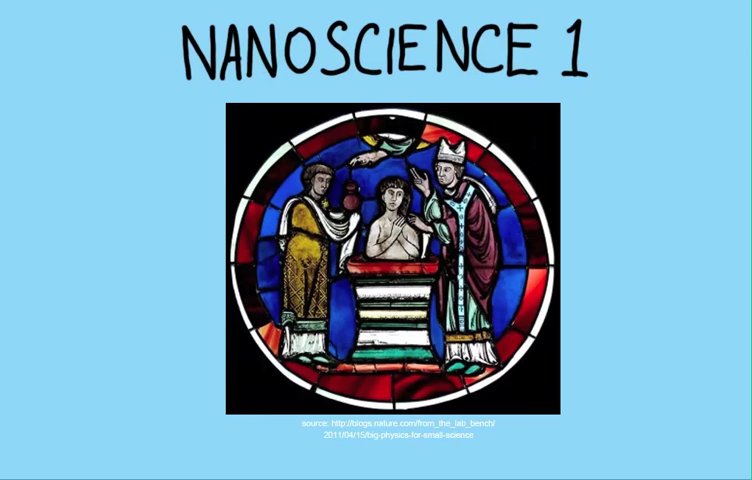 NANOSCIENCE 1
source: http://blogs.nature.com/from_the_lab_bench/
2011/04/15/big-physics-for-small-science